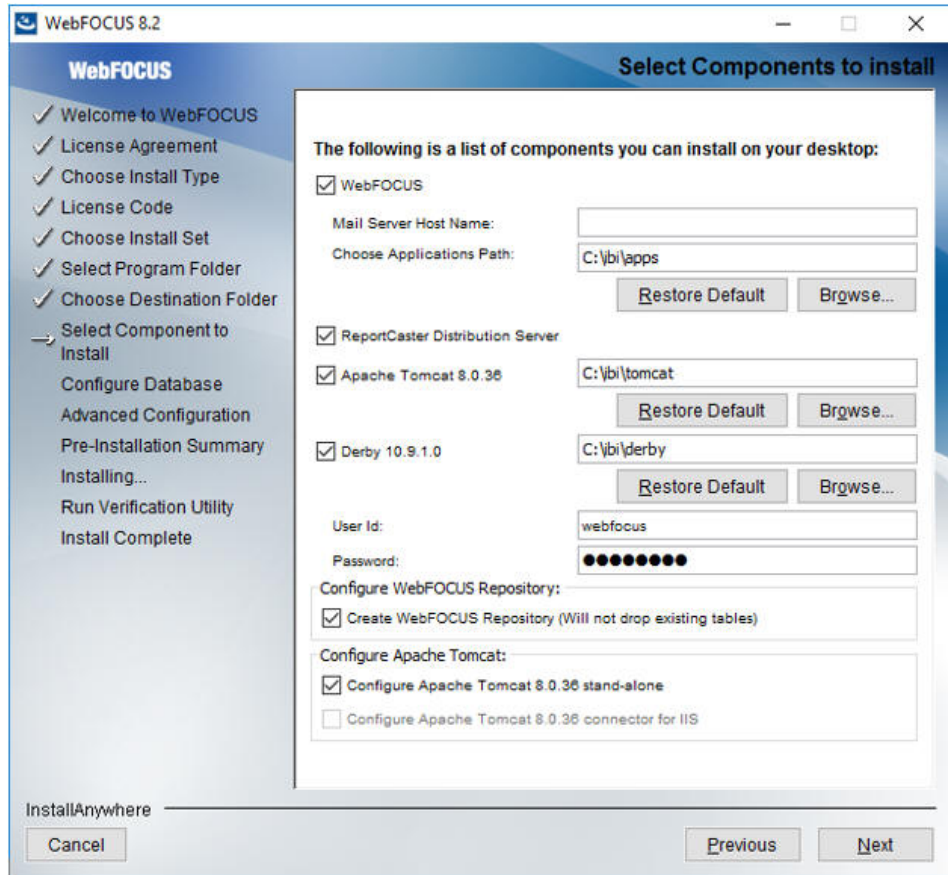 WebFOCUS 8.2
WebFOCUS
Select Components to install
Welcome to WebFOCUS
License Agreement
Choose Install Type
License Code
Choose Install Set
Select Program Folder
Choose Destination Folder
Select Component to
Install
Configure Database
Advanced Configuration
Pre-Installation Summary
Installing...
Run Verification Utility
Install Complete
The following is a list of components you can install on your desktop:
WebFOCUS
Mail Server Host Name:
Choose Applications Path: C:\ibi\apps
Restore Default Browse...
ReportCaster Distribution Server
Apache Tomcat 8.0.36 C:\ibi\tomcat
Restore Default Browse...
Derby 10.9.1.0 C:\ibi\derby
Restore Default Browse...
User Id: webfocus
Password: ●●●●●●●●
Configure WebFOCUS Repository:
Create WebFOCUS Repository (Will not drop existing tables)
Configure Apache Tomcat:
Configure Apache Tomcat 8.0.36 stand-alone
Configure Apache Tomcat 8.0.36 connector for IIS
InstallAnywhere
Cancel Previous Next